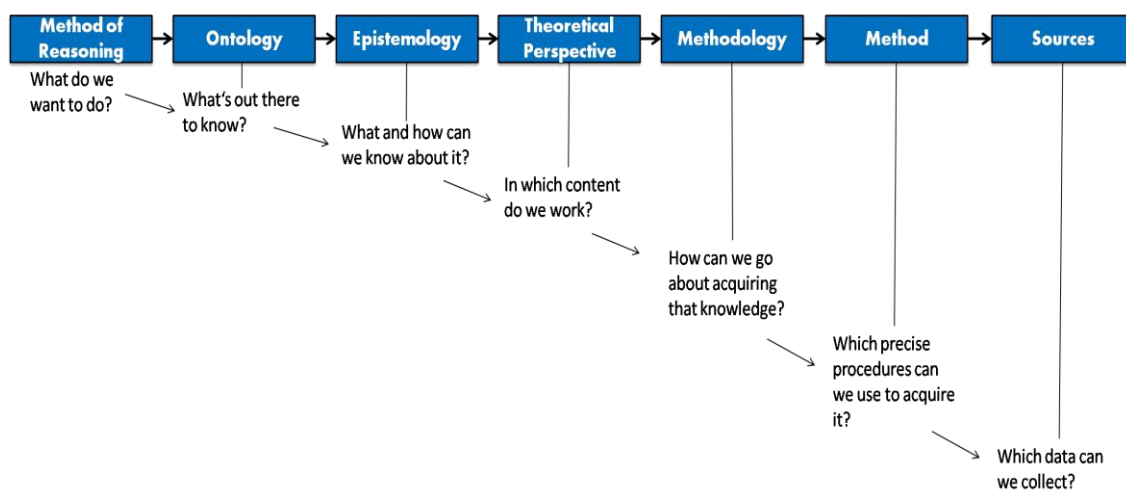 Method of
Reasoning
Ontology
Epistemology
Theoretical
Perspective
Methodology
Method
Sources
What do we
want to do?
What's out there
to know?
What and how can
we know about it?
In which content
do we work?
How can we go
about acquiring
that knowledge?
Which precise
procedures can
we use to acquire
it?
Which data can
we collect?